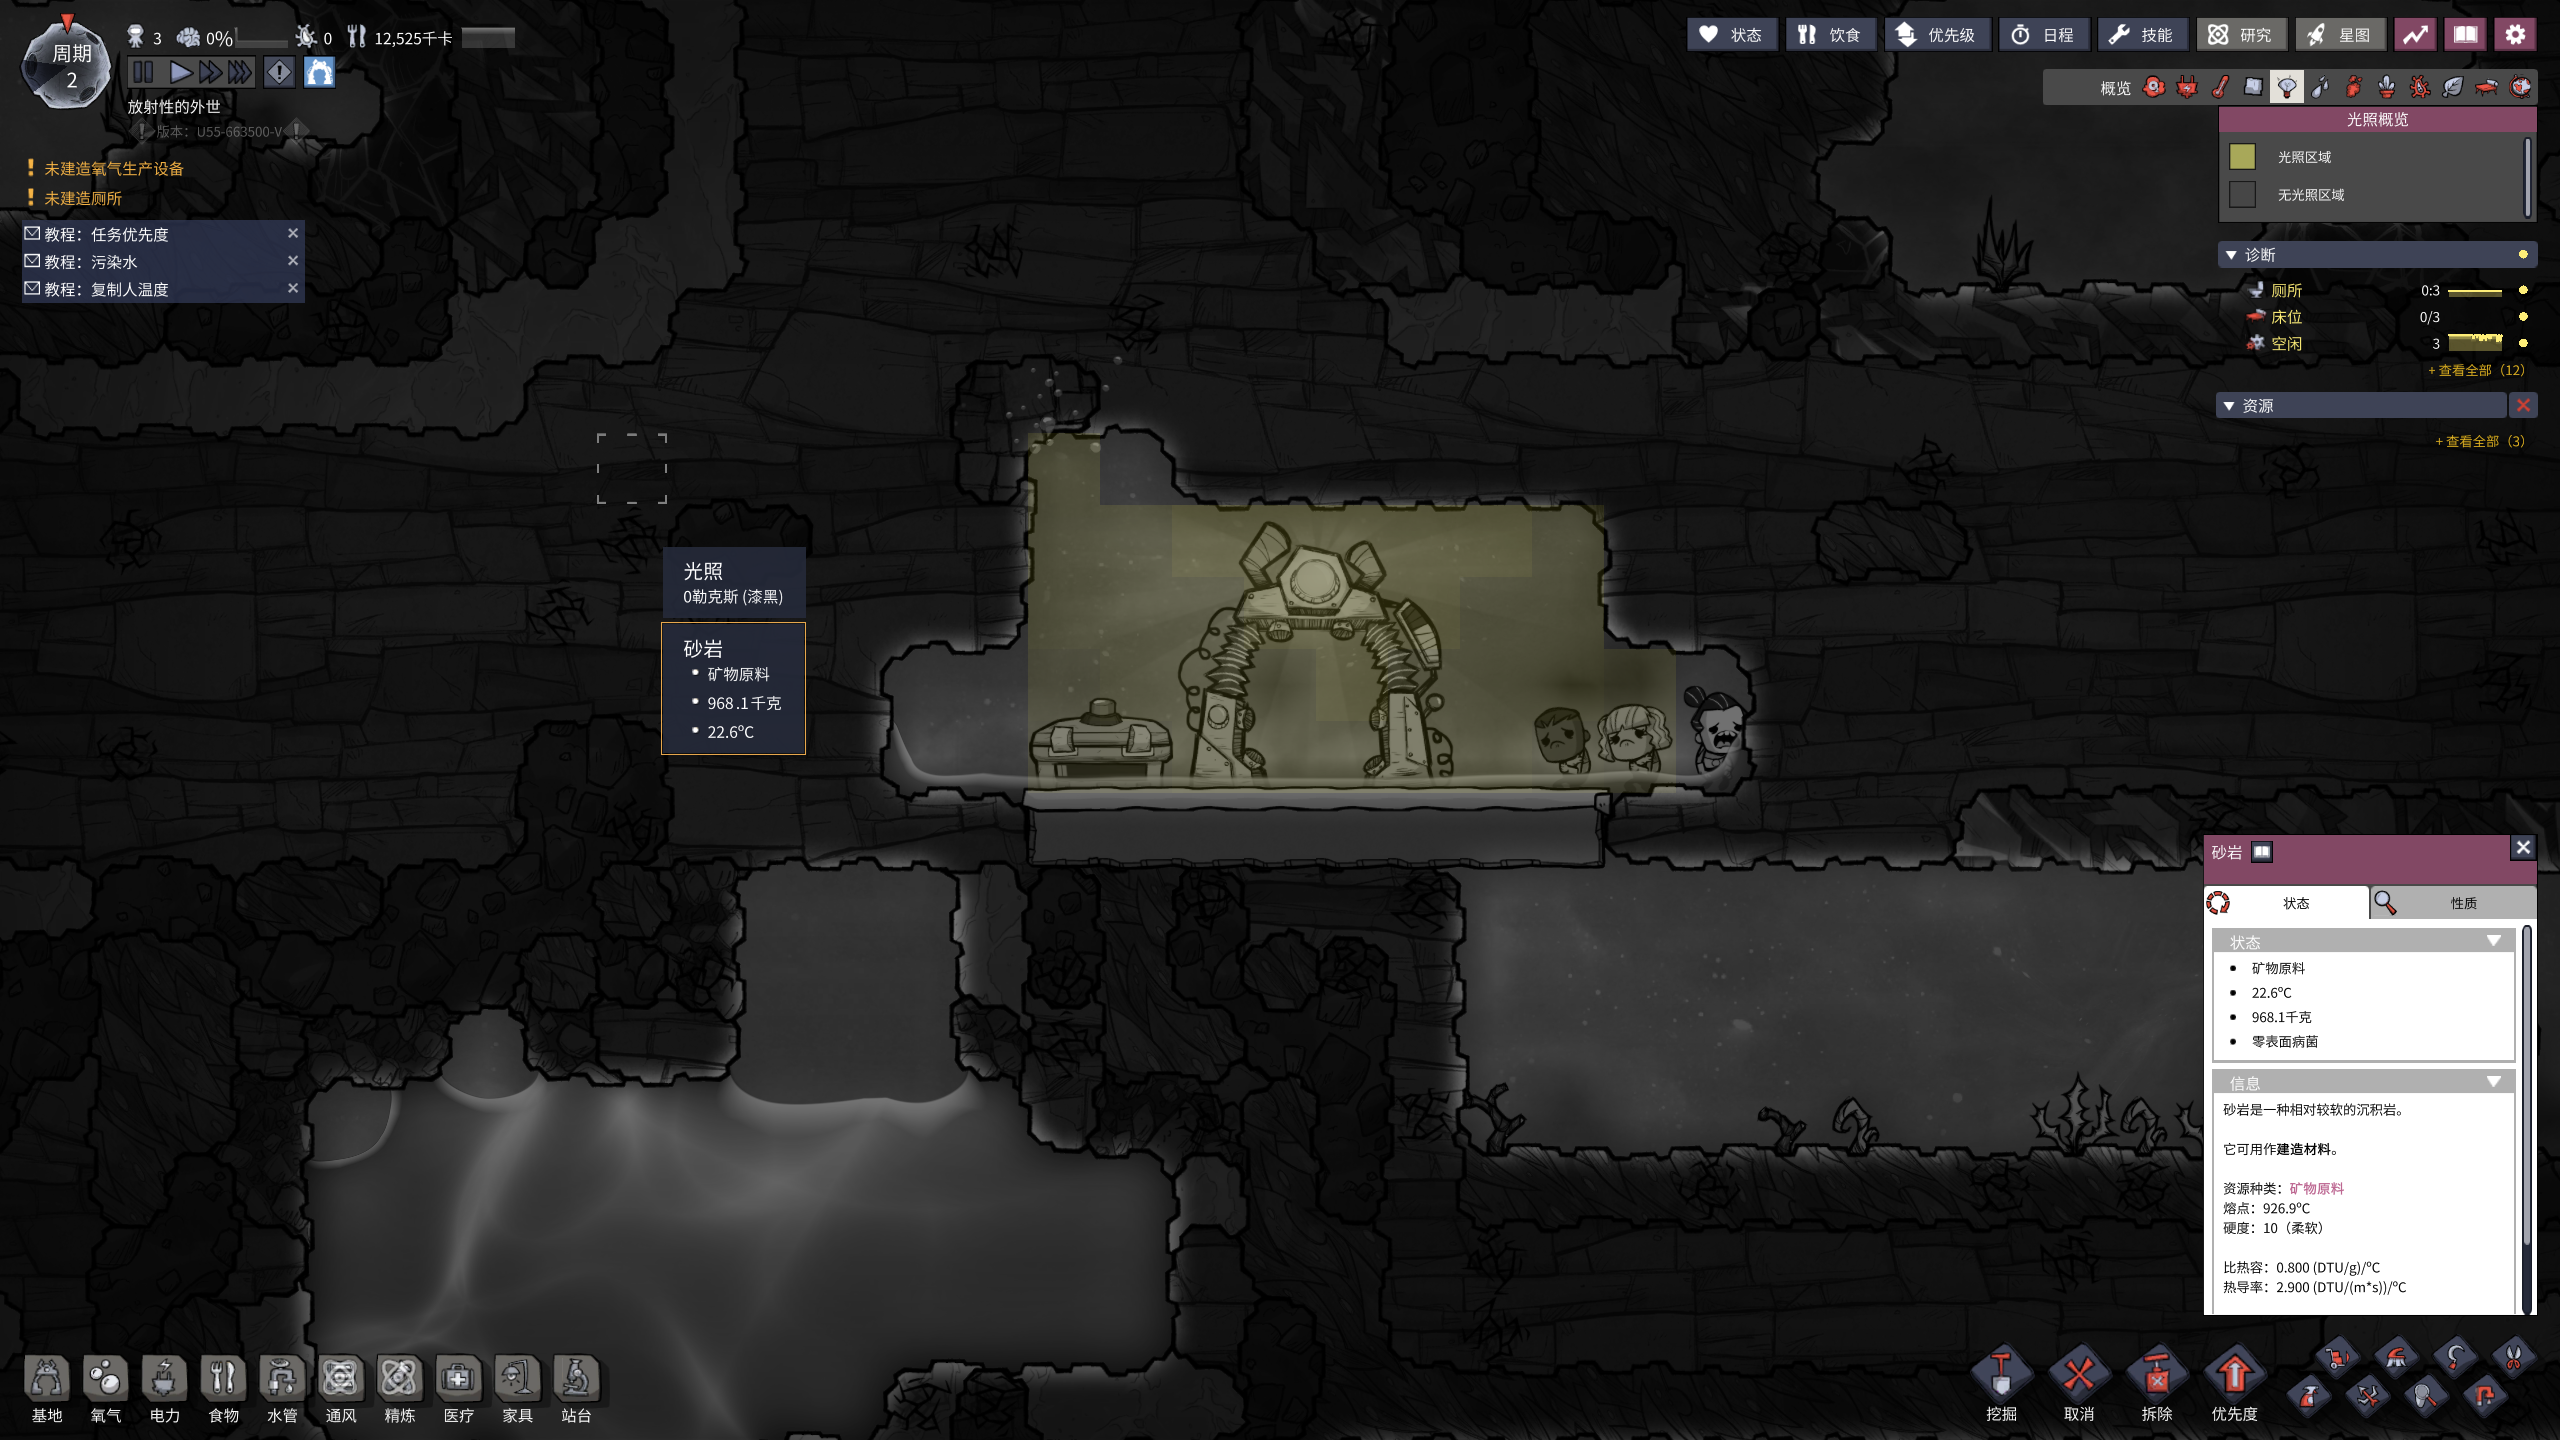 周期
2
3
0%
0
12,525千卡
放射性的外世
版本：U55-663500-V
未建造氧气生产设备
未建造厕所
教程：任务优先度
教程：污染水
教程：复制人温度
状态
饮食
优先级
日程
技能
研究
星图
概览
光照概览
光照区域
无光照区域
诊断
厕所 0:3
床位 0/3
空闲 3
+ 查看全部（12）
资源
+ 查看全部（3）
光照
0勒克斯 (漆黑)
砂岩
• 矿物原料
• 968.1千克
• 22.6ºC
砂岩
状态
性质
状态
• 矿物原料
• 22.6ºC
• 968.1千克
• 零表面病菌
信息
砂岩是一种相对较软的沉积岩。
它可用作建造材料。
资源种类：矿物原料
熔点：926.9ºC
硬度：10（柔软）
比热容：0.800 (DTU/g)/ºC
热导率：2.900 (DTU/(m*s))/ºC
基地
氧气
电力
食物
水管
通风
精炼
医疗
家具
站台
挖掘
取消
拆除
优先度